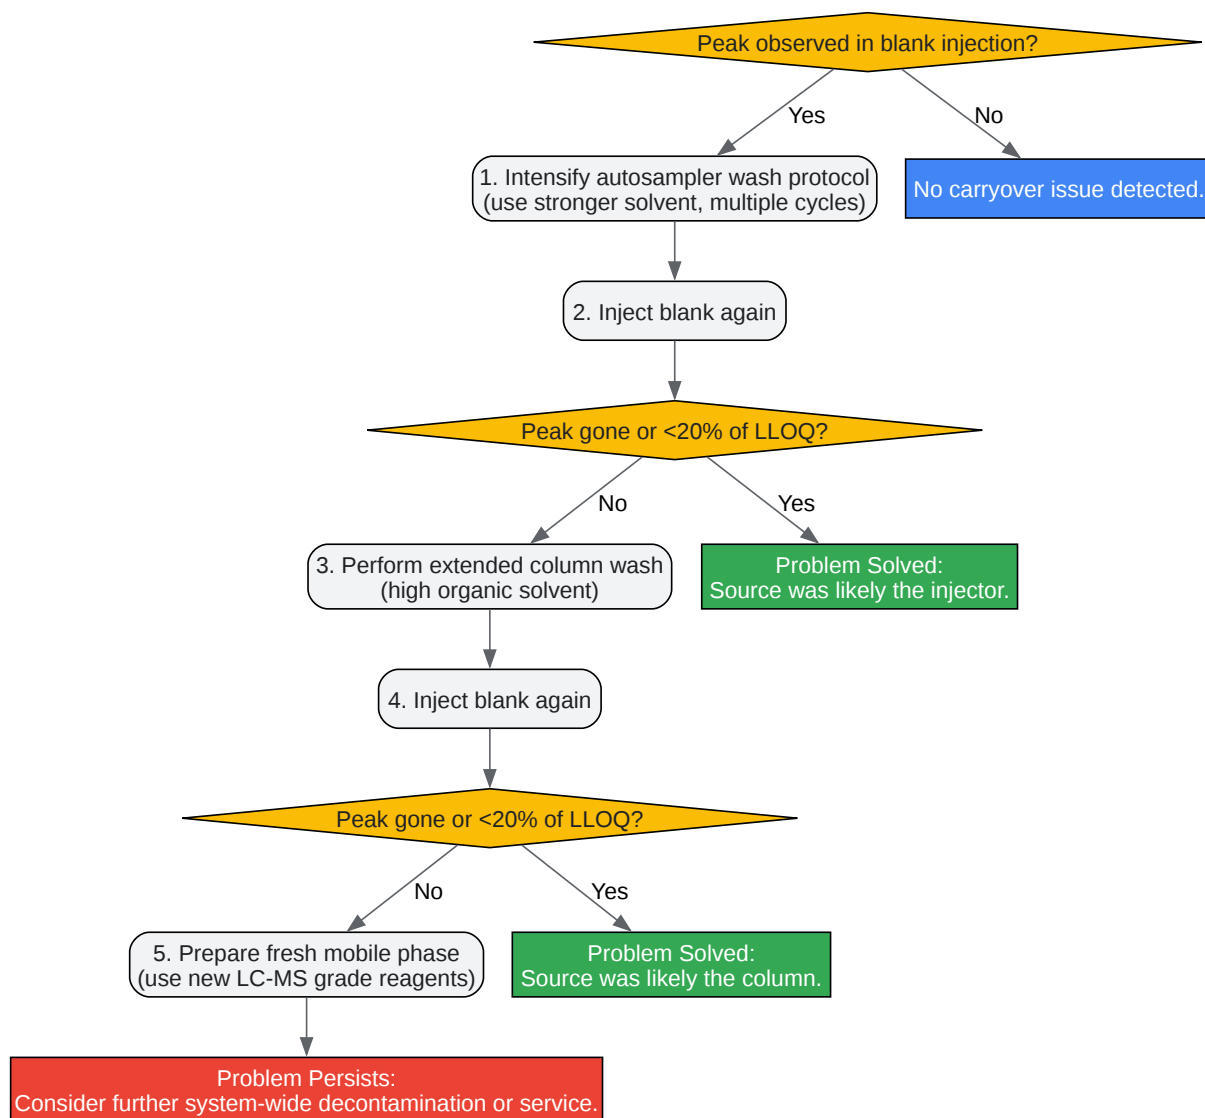 Peak observed in blank injection?
Yes
No
1. Intensify autosampler wash protocol
(use stronger solvent, multiple cycles)
No carryover issue detected.
2. Inject blank again
Peak gone or <20% of LLOQ?
No
Yes
3. Perform extended column wash
(high organic solvent)
Problem Solved:
Source was likely the injector.
4. Inject blank again
Peak gone or <20% of LLOQ?
No
Yes
5. Prepare fresh mobile phase
(use new LC-MS grade reagents)
Problem Solved:
Source was likely the column.
Problem Persists:
Consider further system-wide decontamination or service.